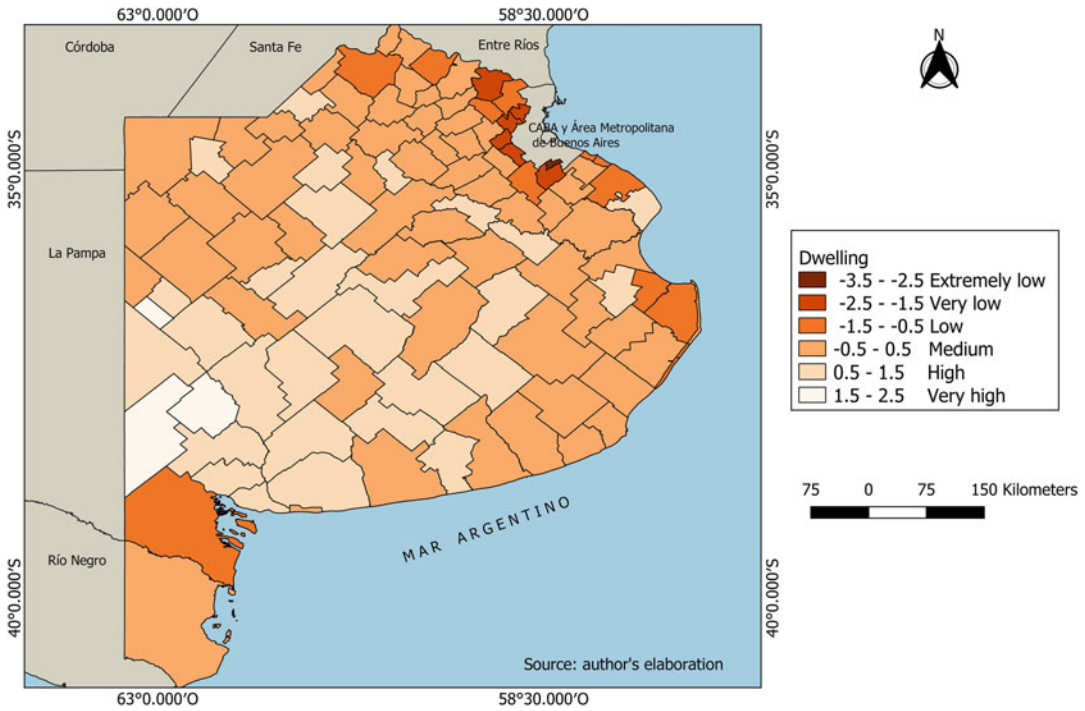 63°0.000′O 58°30.000′O
Córdoba
Santa Fe
Entre Ríos
N
CABA y Área Metropolitana
de Buenos Aires
35°0.000′S
35°0.000′S
La Pampa
Dwelling
-3.5 - -2.5 Extremely low
-2.5 - -1.5 Very low
-1.5 - -0.5 Low
-0.5 - 0.5 Medium
0.5 - 1.5 High
1.5 - 2.5 Very high
75 0 75 150 Kilometers
MAR ARGENTINO
Río Negro
40°0.000′S
40°0.000′S
Source: author's elaboration
63°0.000′O 58°30.000′O